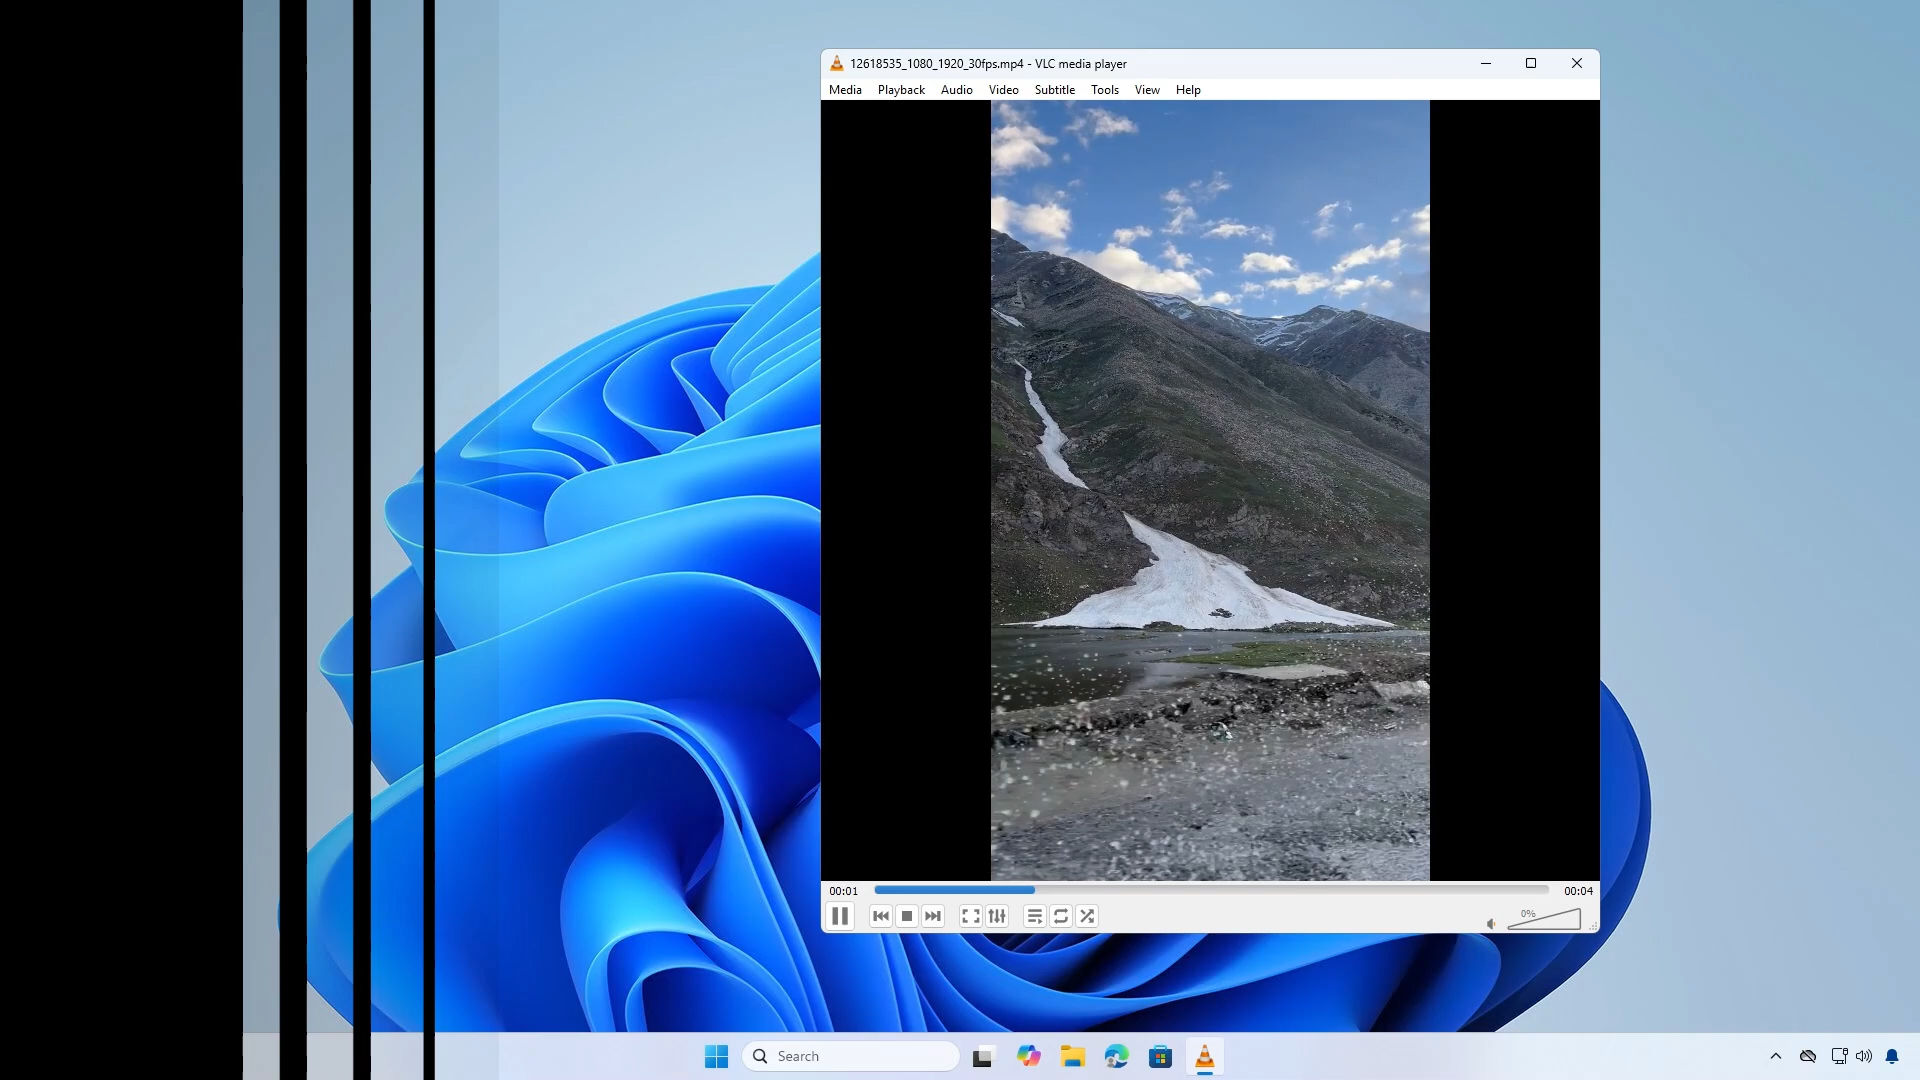 12618535_1080_1920_30fps.mp4 - VLC media player
Media Playback Audio Video Subtitle Tools View Help
00:01 00:04
0%
Search